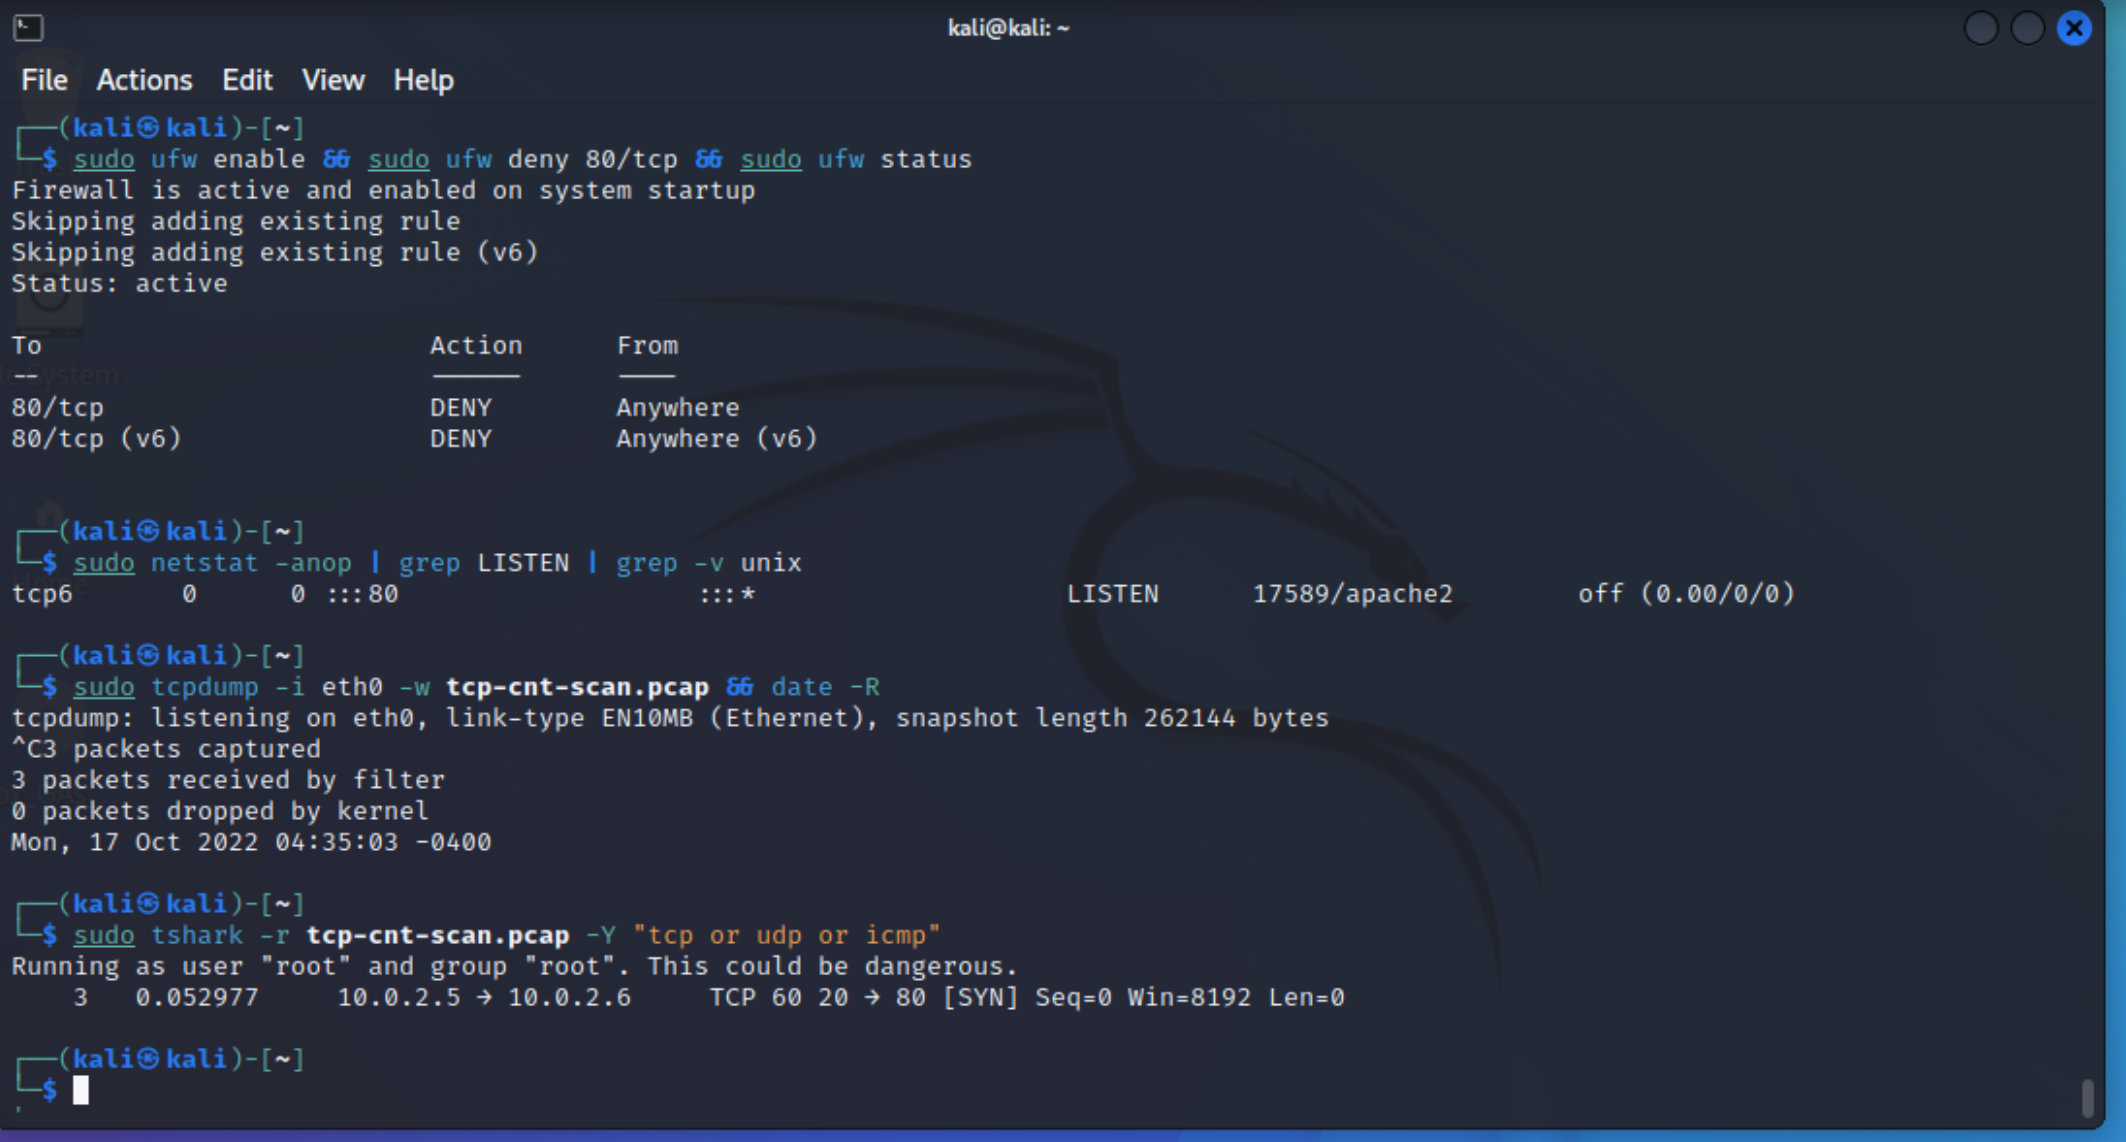 kali@kali: ~
File Actions Edit View Help
┌──(kali㉿kali)-[~]
└─$ sudo ufw enable && sudo ufw deny 80/tcp && sudo ufw status
Firewall is active and enabled on system startup
Skipping adding existing rule
Skipping adding existing rule (v6)
Status: active
To                         Action      From
--                         ------      ----
80/tcp                     DENY        Anywhere
80/tcp (v6)                DENY        Anywhere (v6)
┌──(kali㉿kali)-[~]
└─$ sudo netstat -anop | grep LISTEN | grep -v unix
tcp6       0      0 :::80                   :::*                    LISTEN      17589/apache2        off (0.00/0/0)
┌──(kali㉿kali)-[~]
└─$ sudo tcpdump -i eth0 -w tcp-cnt-scan.pcap && date -R
tcpdump: listening on eth0, link-type EN10MB (Ethernet), snapshot length 262144 bytes
^C3 packets captured
3 packets received by filter
0 packets dropped by kernel
Mon, 17 Oct 2022 04:35:03 -0400
┌──(kali㉿kali)-[~]
└─$ sudo tshark -r tcp-cnt-scan.pcap -Y "tcp or udp or icmp"
Running as user "root" and group "root". This could be dangerous.
    3   0.052977     10.0.2.5 → 10.0.2.6     TCP 60 20 → 80 [SYN] Seq=0 Win=8192 Len=0
┌──(kali㉿kali)-[~]
└─$